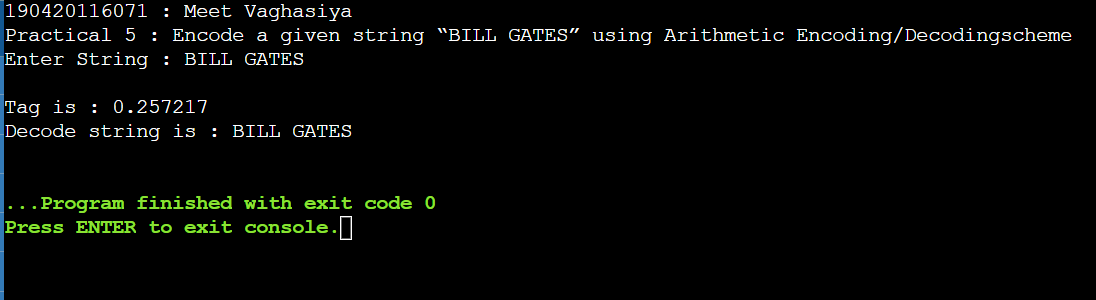 190420116071 : Meet Vaghasiya
Practical 5 : Encode a given string “BILL GATES” using Arithmetic Encoding/Decodingscheme
Enter String : BILL GATES
Tag is : 0.257217
Decode string is : BILL GATES
...Program finished with exit code 0
Press ENTER to exit console.